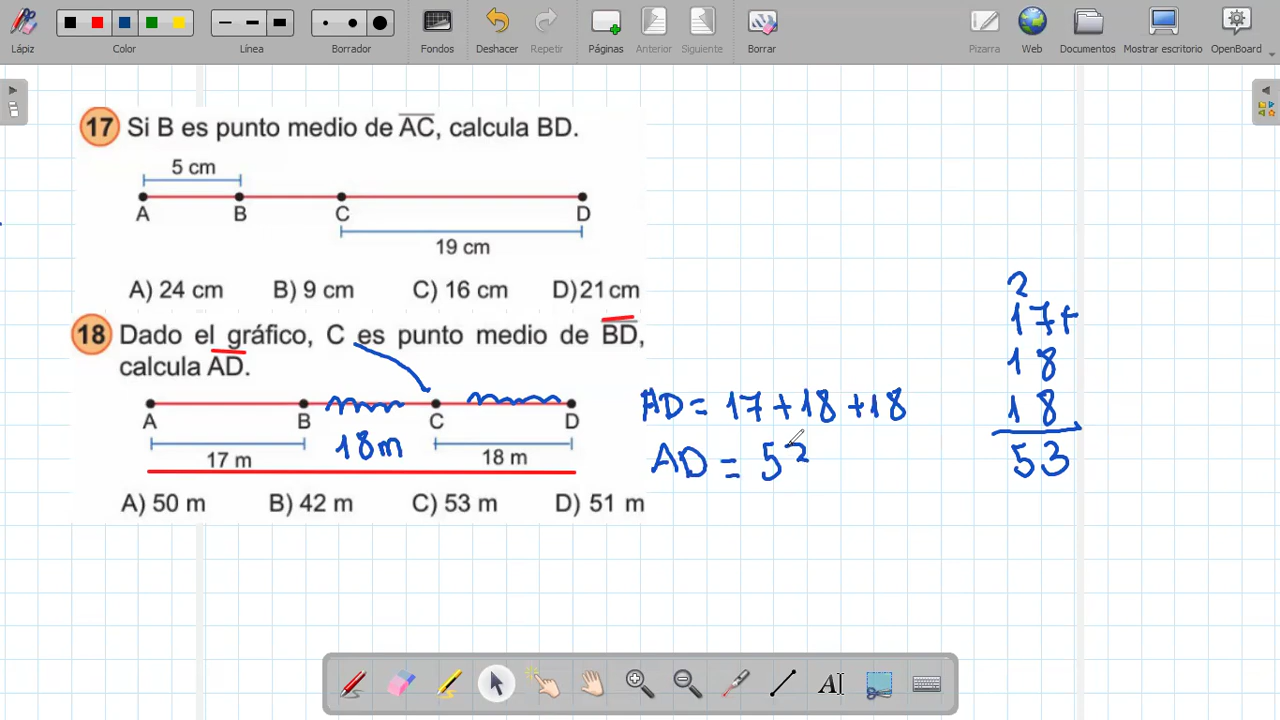 Lápiz Color Línea Borrador Fondos Deshacer Repetir Páginas Anterior Siguiente Borrar Pizarra Web Documentos Mostrar escritorio OpenBoard
17 Si B es punto medio de AC, calcula BD.
5 cm
A B C D
19 cm
A) 24 cm B) 9 cm C) 16 cm D) 21 cm
18 Dado el gráfico, C es punto medio de BD,
calcula AD.
A B C D
17 m 18m 18 m
A) 50 m B) 42 m C) 53 m D) 51 m
AD = 17 + 18 + 18
AD = 5
2
17+
18
18
53
AI